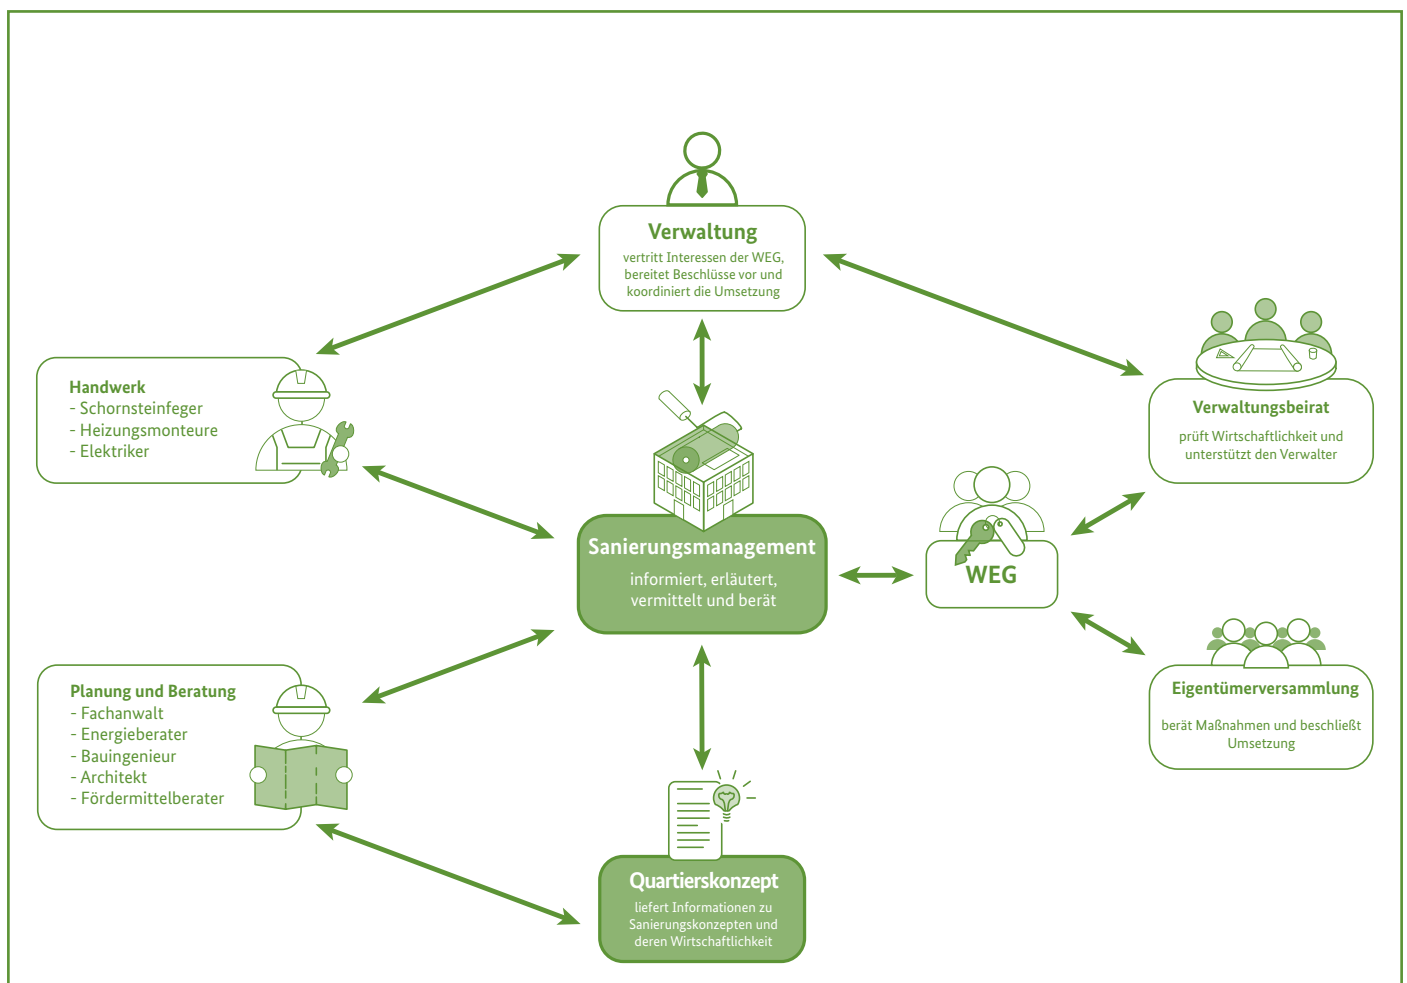 Verwaltung
vertritt Interessen der WEG,
bereitet Beschlüsse vor und
koordiniert die Umsetzung
Handwerk
- Schornsteinfeger
- Heizungsmonteure
- Elektriker
Verwaltungsbeirat
prüft Wirtschaftlichkeit und
unterstützt den Verwalter
Sanierungsmanagement
informiert, erläutert,
vermittelt und berät
WEG
Planung und Beratung
- Fachanwalt
- Energieberater
- Bauingenieur
- Architekt
- Fördermittelberater
Eigentümerversammlung
berät Maßnahmen und beschließt
Umsetzung
Quartierskonzept
liefert Informationen zu
Sanierungskonzepten und
deren Wirtschaftlichkeit